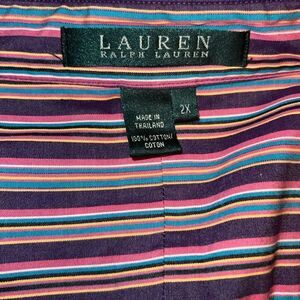 LAUREN
RALPH LAUREN
2X
MADE IN
THAILAND
100% COTTON/
COTON